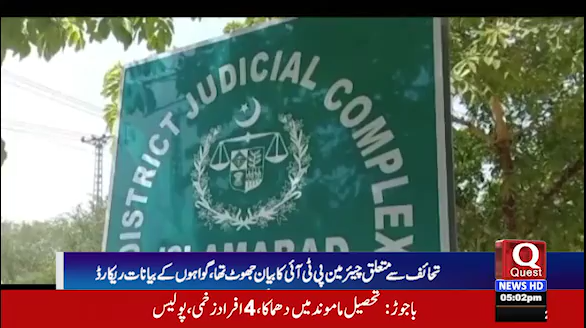 DISTRICT JUDICIAL COMPLEX
ISLAMABAD
تحائف سے متعلق چیئرمین پی ٹی آئی کا بیان جھوٹ تھا، گواہوں کے بیانات ریکارڈ
Q
Quest
NEWS HD
05:02pm
باجوڑ: تحصیل ماموند میں دھماکا، 4 افراد زخمی، پولیس